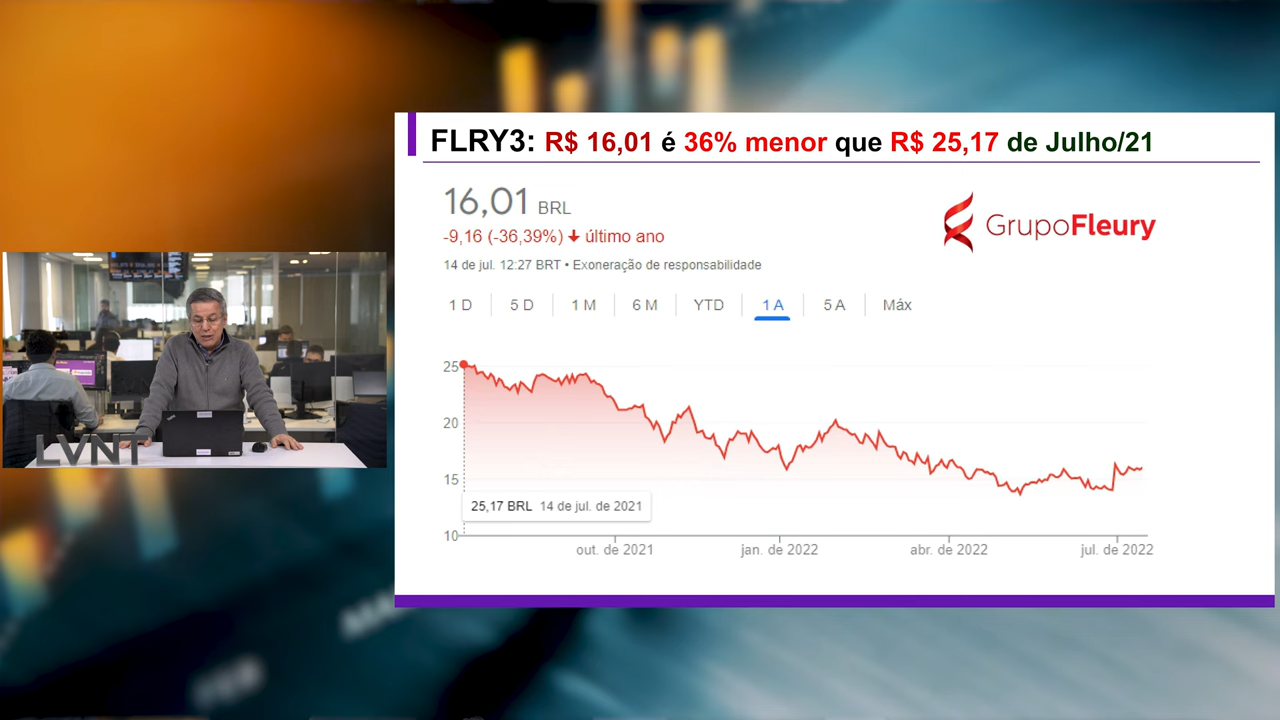 FLRY3: R$ 16,01 é 36% menor que R$ 25,17 de Julho/21
16,01 BRL
-9,16 (-36,39%) ↓ último ano
14 de jul. 12:27 BRT • Exoneração de responsabilidade
GrupoFleury
1 D 5 D 1 M 6 M YTD 1 A 5 A Máx
25
20
15
10
25,17 BRL 14 de jul. de 2021
out. de 2021 jan. de 2022 abr. de 2022 jul. de 2022
LVNT